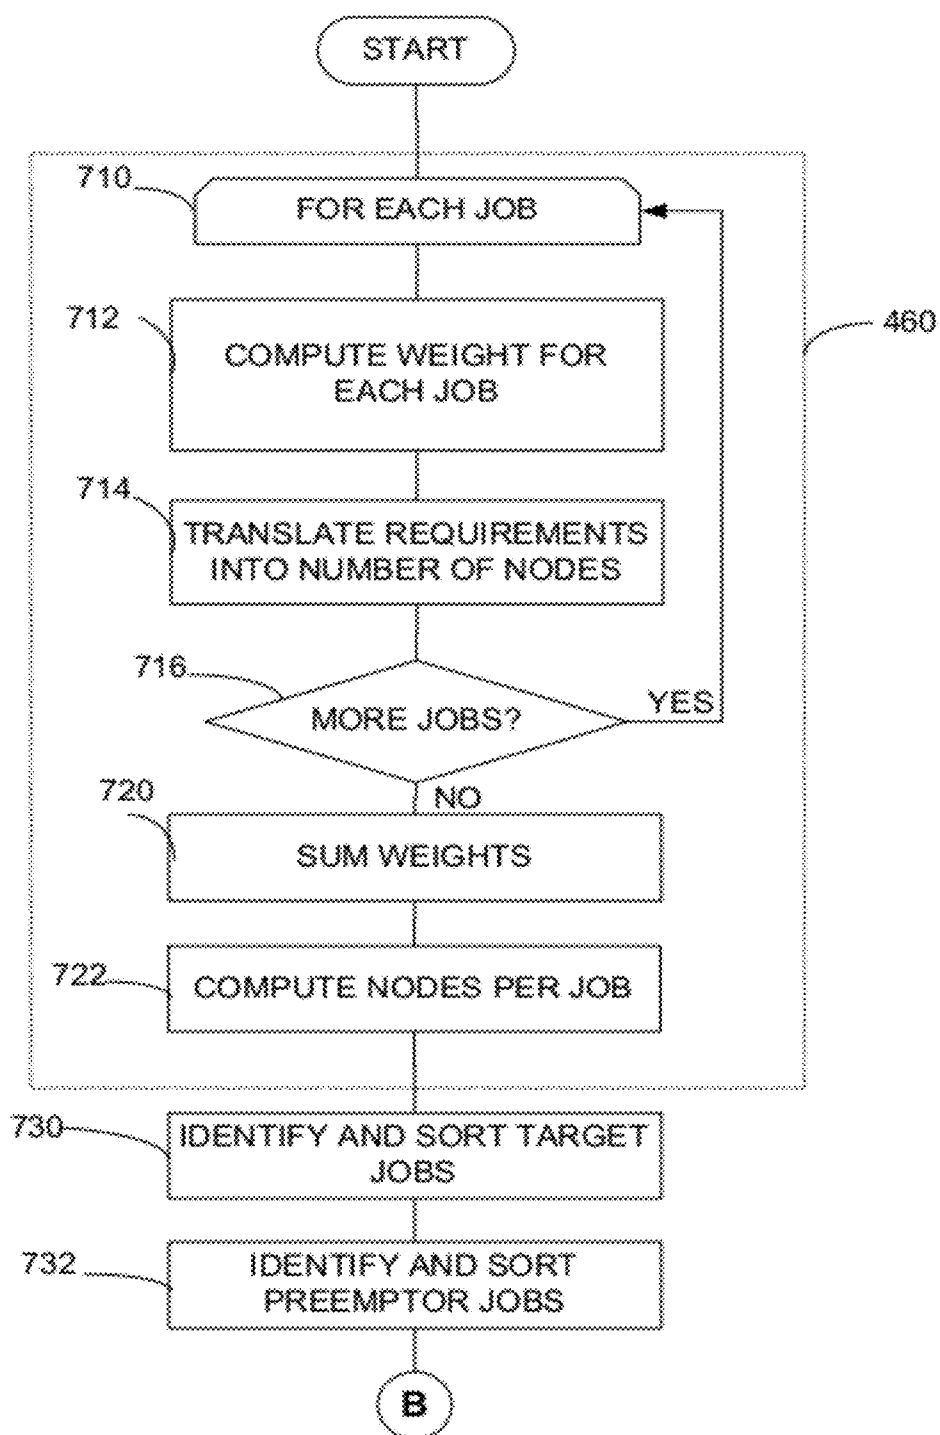 START
710
FOR EACH JOB
712
COMPUTE WEIGHT FOR
EACH JOB
460
714
TRANSLATE REQUIREMENTS
INTO NUMBER OF NODES
716
MORE JOBS?
YES
NO
720
SUM WEIGHTS
722
COMPUTE NODES PER JOB
730
IDENTIFY AND SORT TARGET
JOBS
732
IDENTIFY AND SORT
PREEMPTOR JOBS
B